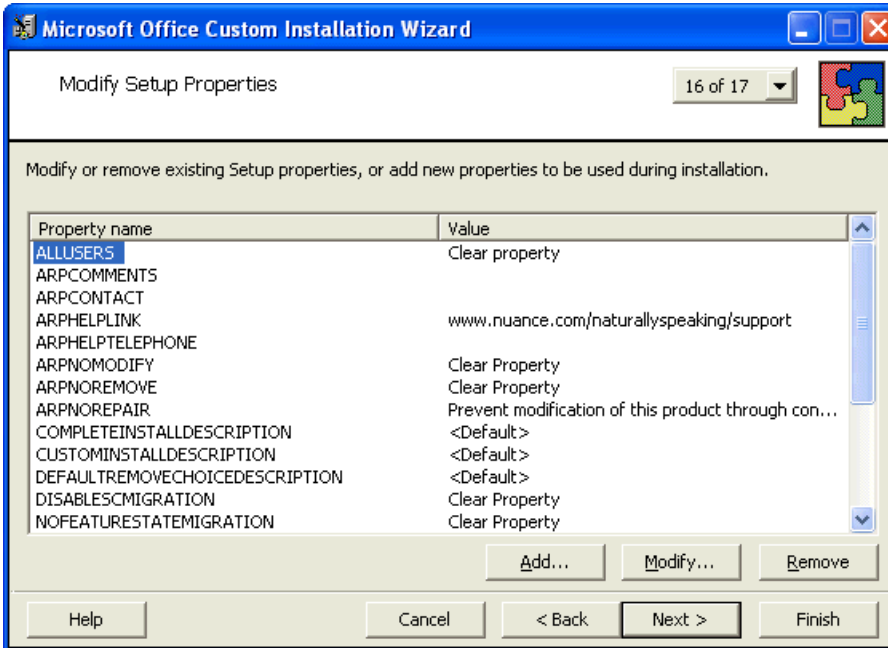 Microsoft Office Custom Installation Wizard
Modify Setup Properties
16 of 17
Modify or remove existing Setup properties, or add new properties to be used during installation.
Property name Value
ALLUSERS Clear property
ARPCOMMENTS
ARPCONTACT
ARPHELPLINK www.nuance.com/naturallyspeaking/support
ARPHELPTELEPHONE
ARPNOMODIFY Clear Property
ARPNOREMOVE Clear Property
ARPNOREPAIR Prevent modification of this product through con...
COMPLETEINSTALLDESCRIPTION <Default>
CUSTOMINSTALLDESCRIPTION <Default>
DEFAULTREMOVECHOICEDESCRIPTION <Default>
DISABLESCMIGRATION Clear Property
NOFEATURESTATEMIGRATION Clear Property
Add... Modify... Remove
Help Cancel < Back Next > Finish